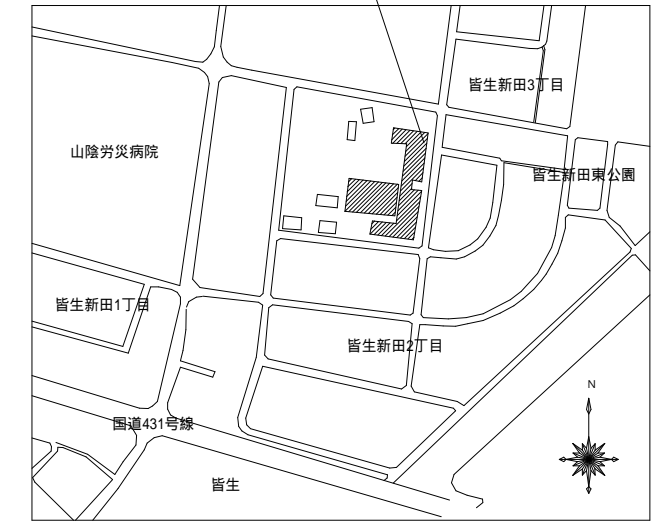 皆生新田3丁目
山陰労災病院
皆生新田東公園
皆生新田1丁目
皆生新田2丁目
N
国道431号線
皆生